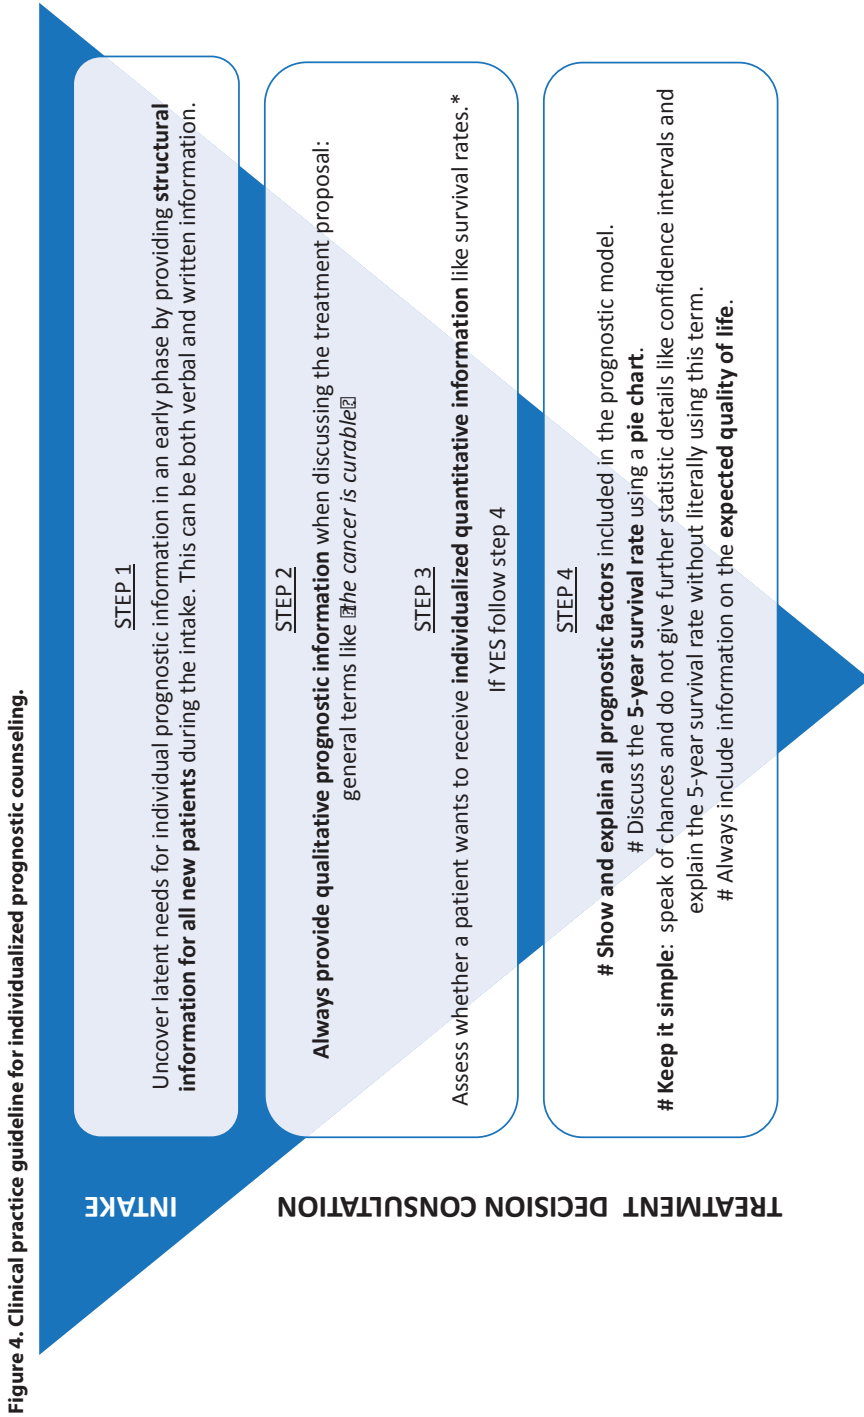 Figure 4. Clinical practice guideline for individualized prognostic counseling.
INTAKE
STEP 1
Uncover latent needs for individual prognostic information in an early phase by providing structural
information for all new patients during the intake. This can be both verbal and written information.
TREATMENT DECISION CONSULTATION
STEP 2
Always provide qualitative prognostic information when discussing the treatment proposal:
general terms like the cancer is curable
STEP 3
Assess whether a patient wants to receive individualized quantitative information like survival rates.*
If YES follow step 4
STEP 4
# Show and explain all prognostic factors included in the prognostic model.
# Discuss the 5-year survival rate using a pie chart.
# Keep it simple: speak of chances and do not give further statistic details like confidence intervals and
explain the 5-year survival rate without literally using this term.
# Always include information on the expected quality of life.